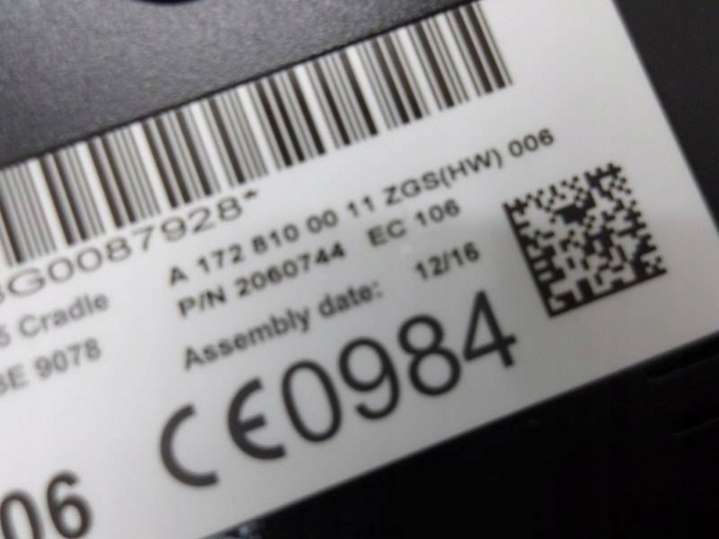 G0087928*
A 172 810 00 11 ZGS(HW) 006
P/N 2060744 EC 106
Cradle
Assembly date: 12/16
9078
CE0984
06